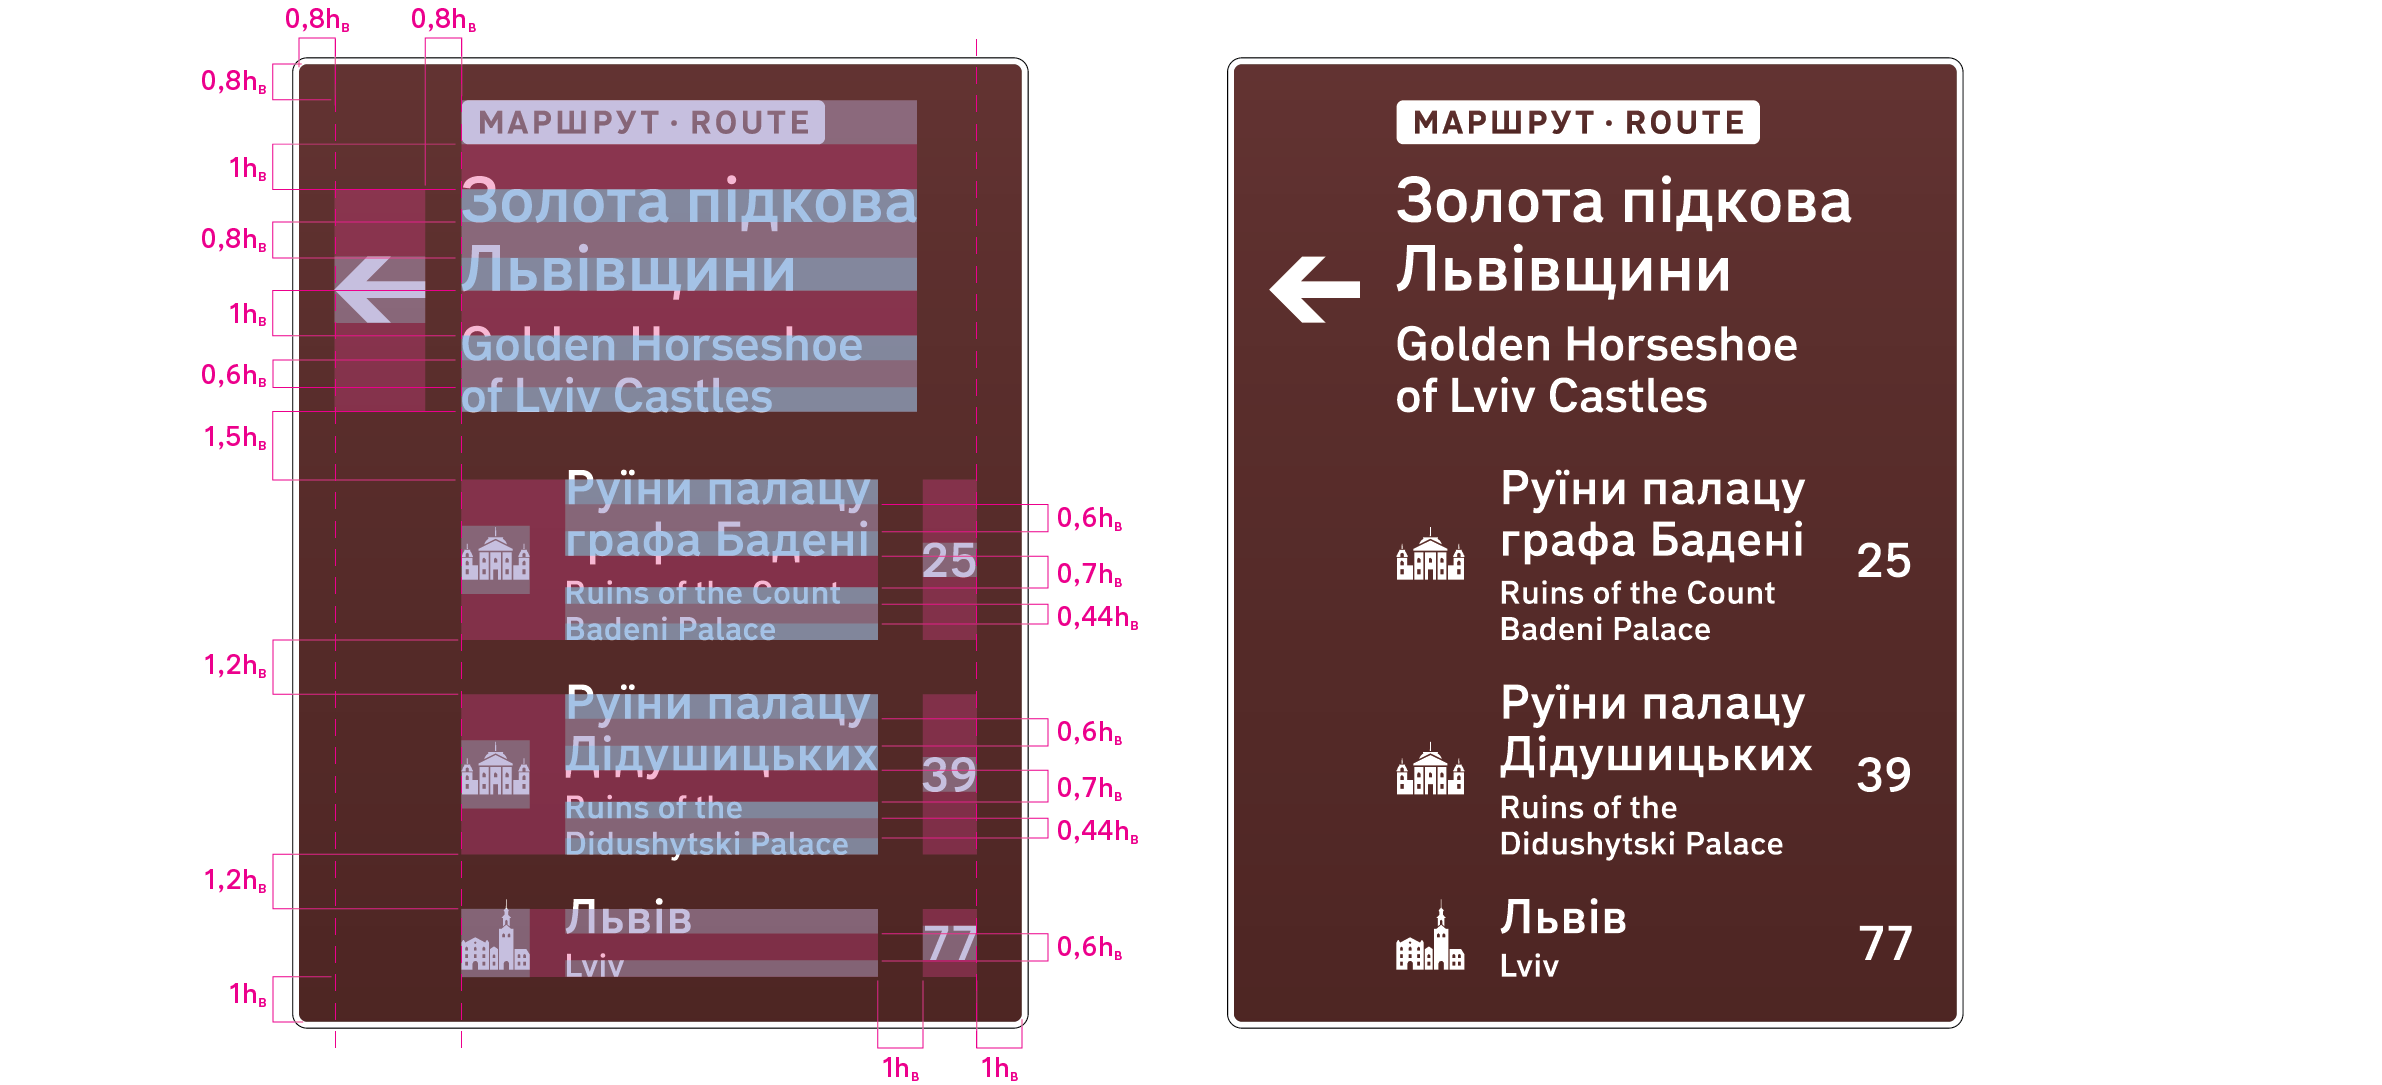 0,8hв 0,8hв
0,8hв
МАРШРУТ · ROUTE
1hв
Золота підкова
0,8hв
Львівщини
1hв
Golden Horseshoe
0,6hв
of Lviv Castles
1,5hв
Руїни палацу
0,6hв
графа Бадені
25
0,7hв
Ruins of the Count
0,44hв
Badeni Palace
1,2hв
Руїни палацу
0,6hв
Дідушицьких
39
0,7hв
Ruins of the
0,44hв
Didushytski Palace
1,2hв
Львів
77
0,6hв
Lviv
1hв
1hв 1hв
МАРШРУТ · ROUTE
Золота підкова
Львівщини
Golden Horseshoe
of Lviv Castles
Руїни палацу
графа Бадені
25
Ruins of the Count
Badeni Palace
Руїни палацу
Дідушицьких
39
Ruins of the
Didushytski Palace
Львів
77
Lviv